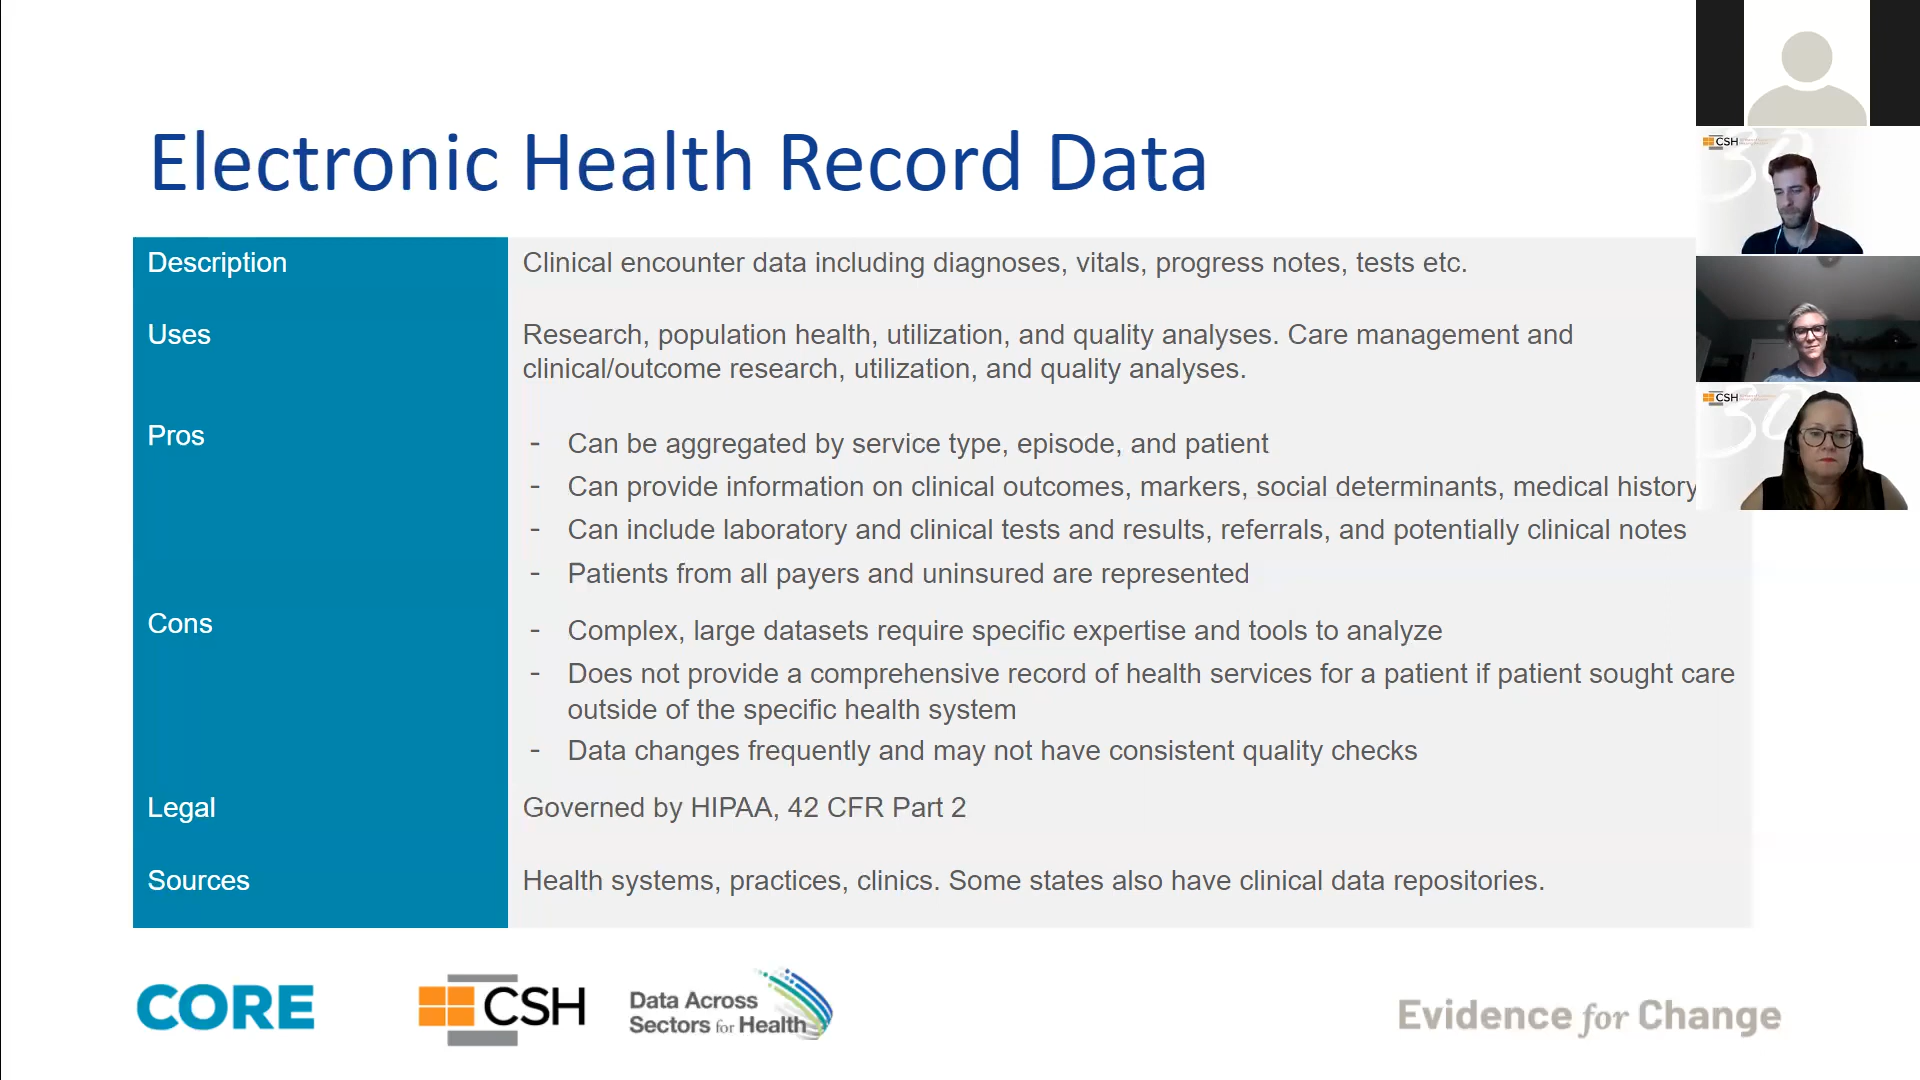 Electronic Health Record Data
Description
Clinical encounter data including diagnoses, vitals, progress notes, tests etc.
Uses
Research, population health, utilization, and quality analyses. Care management and
clinical/outcome research, utilization, and quality analyses.
Pros
- Can be aggregated by service type, episode, and patient
- Can provide information on clinical outcomes, markers, social determinants, medical history
- Can include laboratory and clinical tests and results, referrals, and potentially clinical notes
- Patients from all payers and uninsured are represented
Cons
- Complex, large datasets require specific expertise and tools to analyze
- Does not provide a comprehensive record of health services for a patient if patient sought care
outside of the specific health system
- Data changes frequently and may not have consistent quality checks
Legal
Governed by HIPAA, 42 CFR Part 2
Sources
Health systems, practices, clinics. Some states also have clinical data repositories.
CORE
CSH
Data Across
Sectors for Health
Evidence for Change
CSH
30
CSH
30